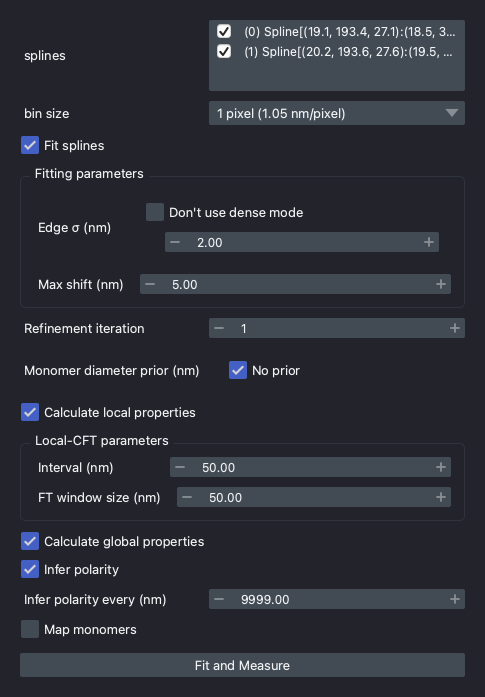 splines
(0) Spline[(19.1, 193.4, 27.1):(18.5, 3...
(1) Spline[(20.2, 193.6, 27.6):(19.5, ...
bin size
1 pixel (1.05 nm/pixel)
Fit splines
Fitting parameters
Edge σ (nm)
Don't use dense mode
2.00
Max shift (nm)
5.00
Refinement iteration
1
Monomer diameter prior (nm)
No prior
Calculate local properties
Local-CFT parameters
Interval (nm)
50.00
FT window size (nm)
50.00
Calculate global properties
Infer polarity
Infer polarity every (nm)
9999.00
Map monomers
Fit and Measure